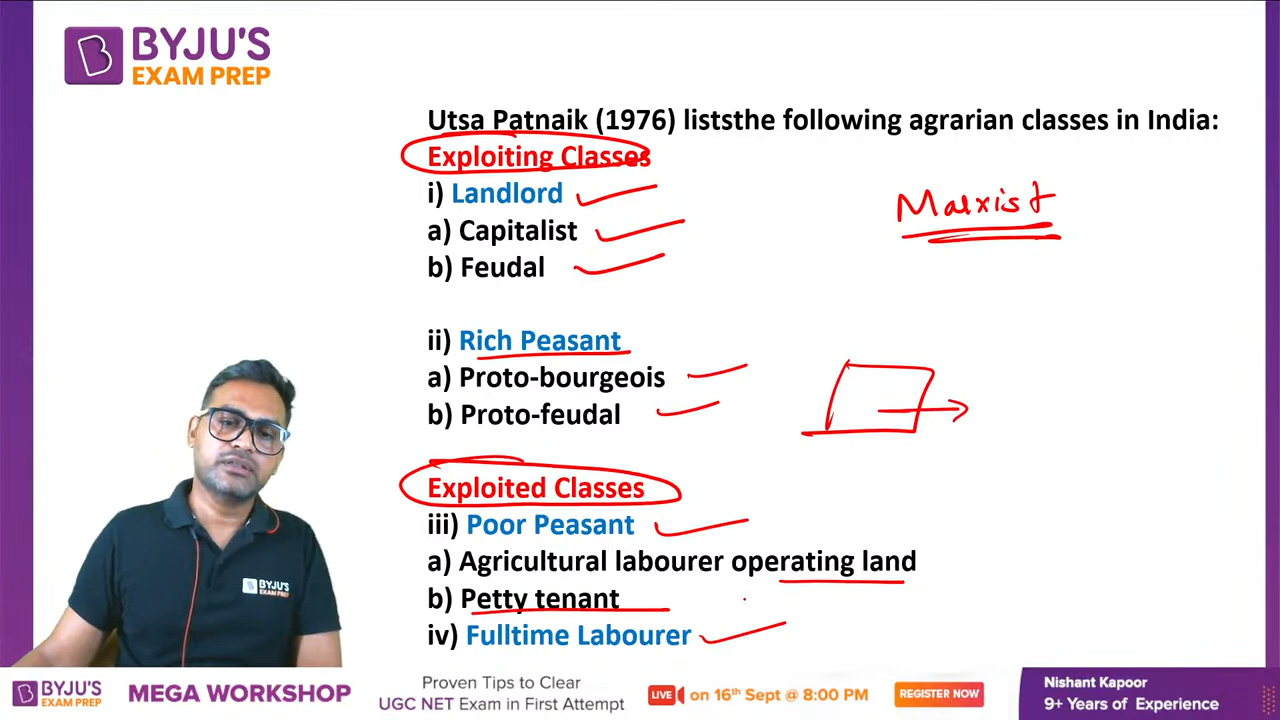 BYJU'S
EXAM PREP
Utsa Patnaik (1976) liststhe following agrarian classes in India:
Exploiting Classes
i) Landlord
a) Capitalist
b) Feudal
Marxist
ii) Rich Peasant
a) Proto-bourgeois
b) Proto-feudal
Exploited Classes
iii) Poor Peasant
a) Agricultural labourer operating land
b) Petty tenant
iv) Fulltime Labourer
BYJU'S
EXAM PREP
BYJU'S
EXAM PREP
MEGA WORKSHOP
Proven Tips to Clear
UGC NET Exam in First Attempt
LIVE on 16th Sept @ 8:00 PM
REGISTER NOW
Nishant Kapoor
9+ Years of Experience